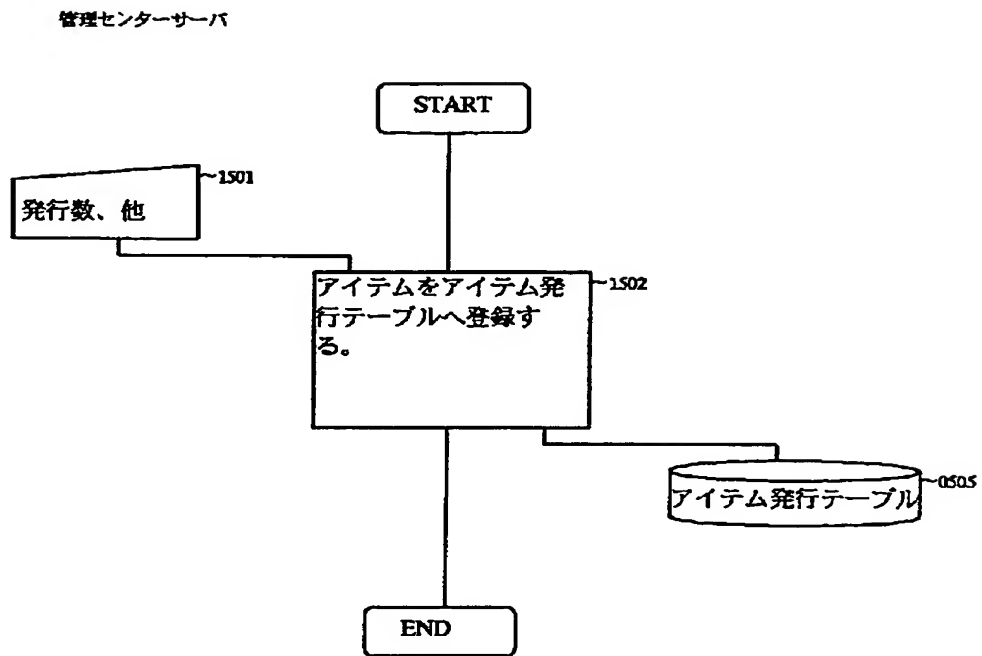 管理センターサーバ
START
~1501
発行数、他
アイテムをアイテム発
行テーブルへ登録す
る。
~1502
アイテム発行テーブル
~0505
END